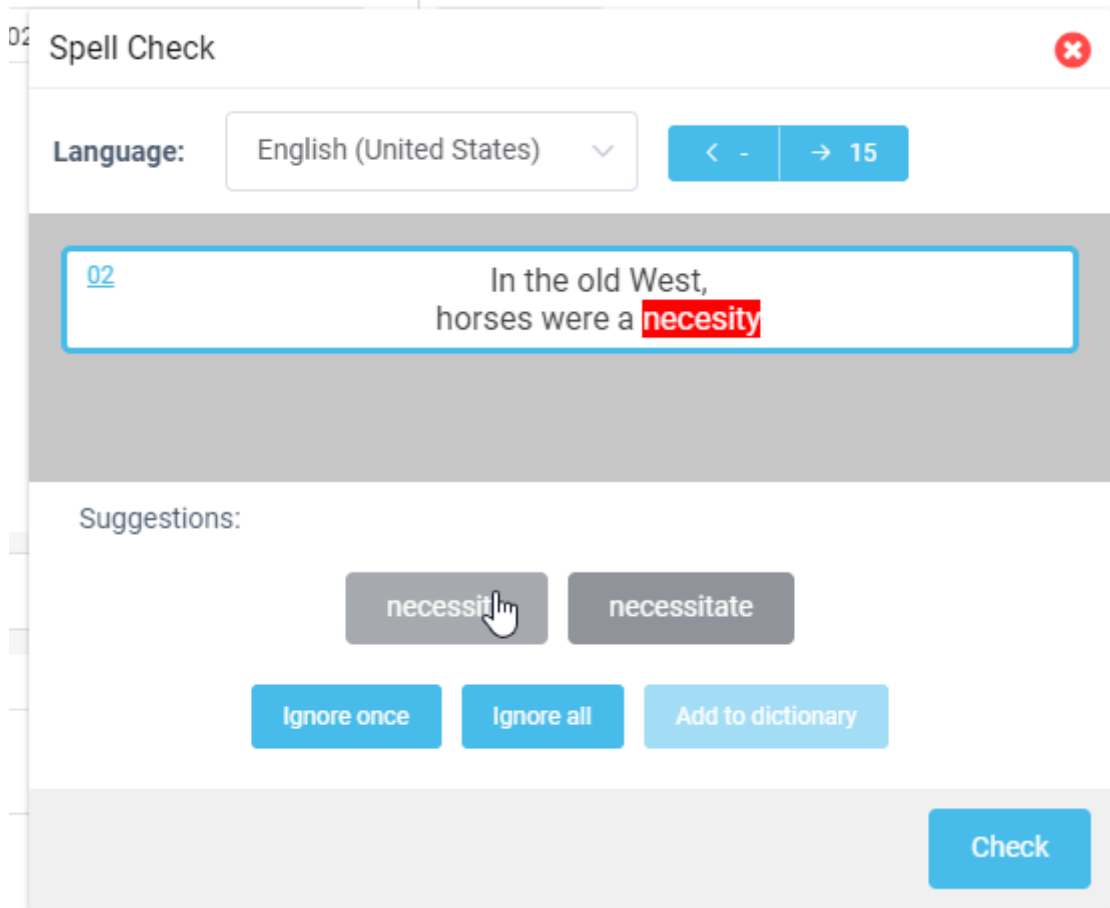 02
Spell Check
Language: English (United States) < - → 15
02 In the old West,
horses were a necesity
Suggestions:
necessitate
Ignore once Ignore all Add to dictionary
Check